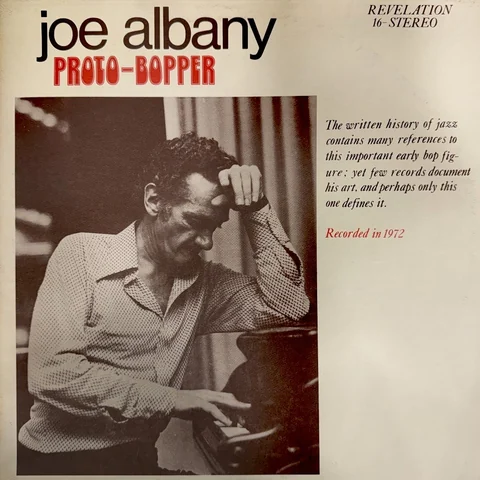 joe albany
PROTO-BOPPER
REVELATION
16-STEREO
The written history of jazz
contains many references to
this important early bop fig-
ure; yet few records document
his art, and perhaps only this
one defines it.
Recorded in 1972